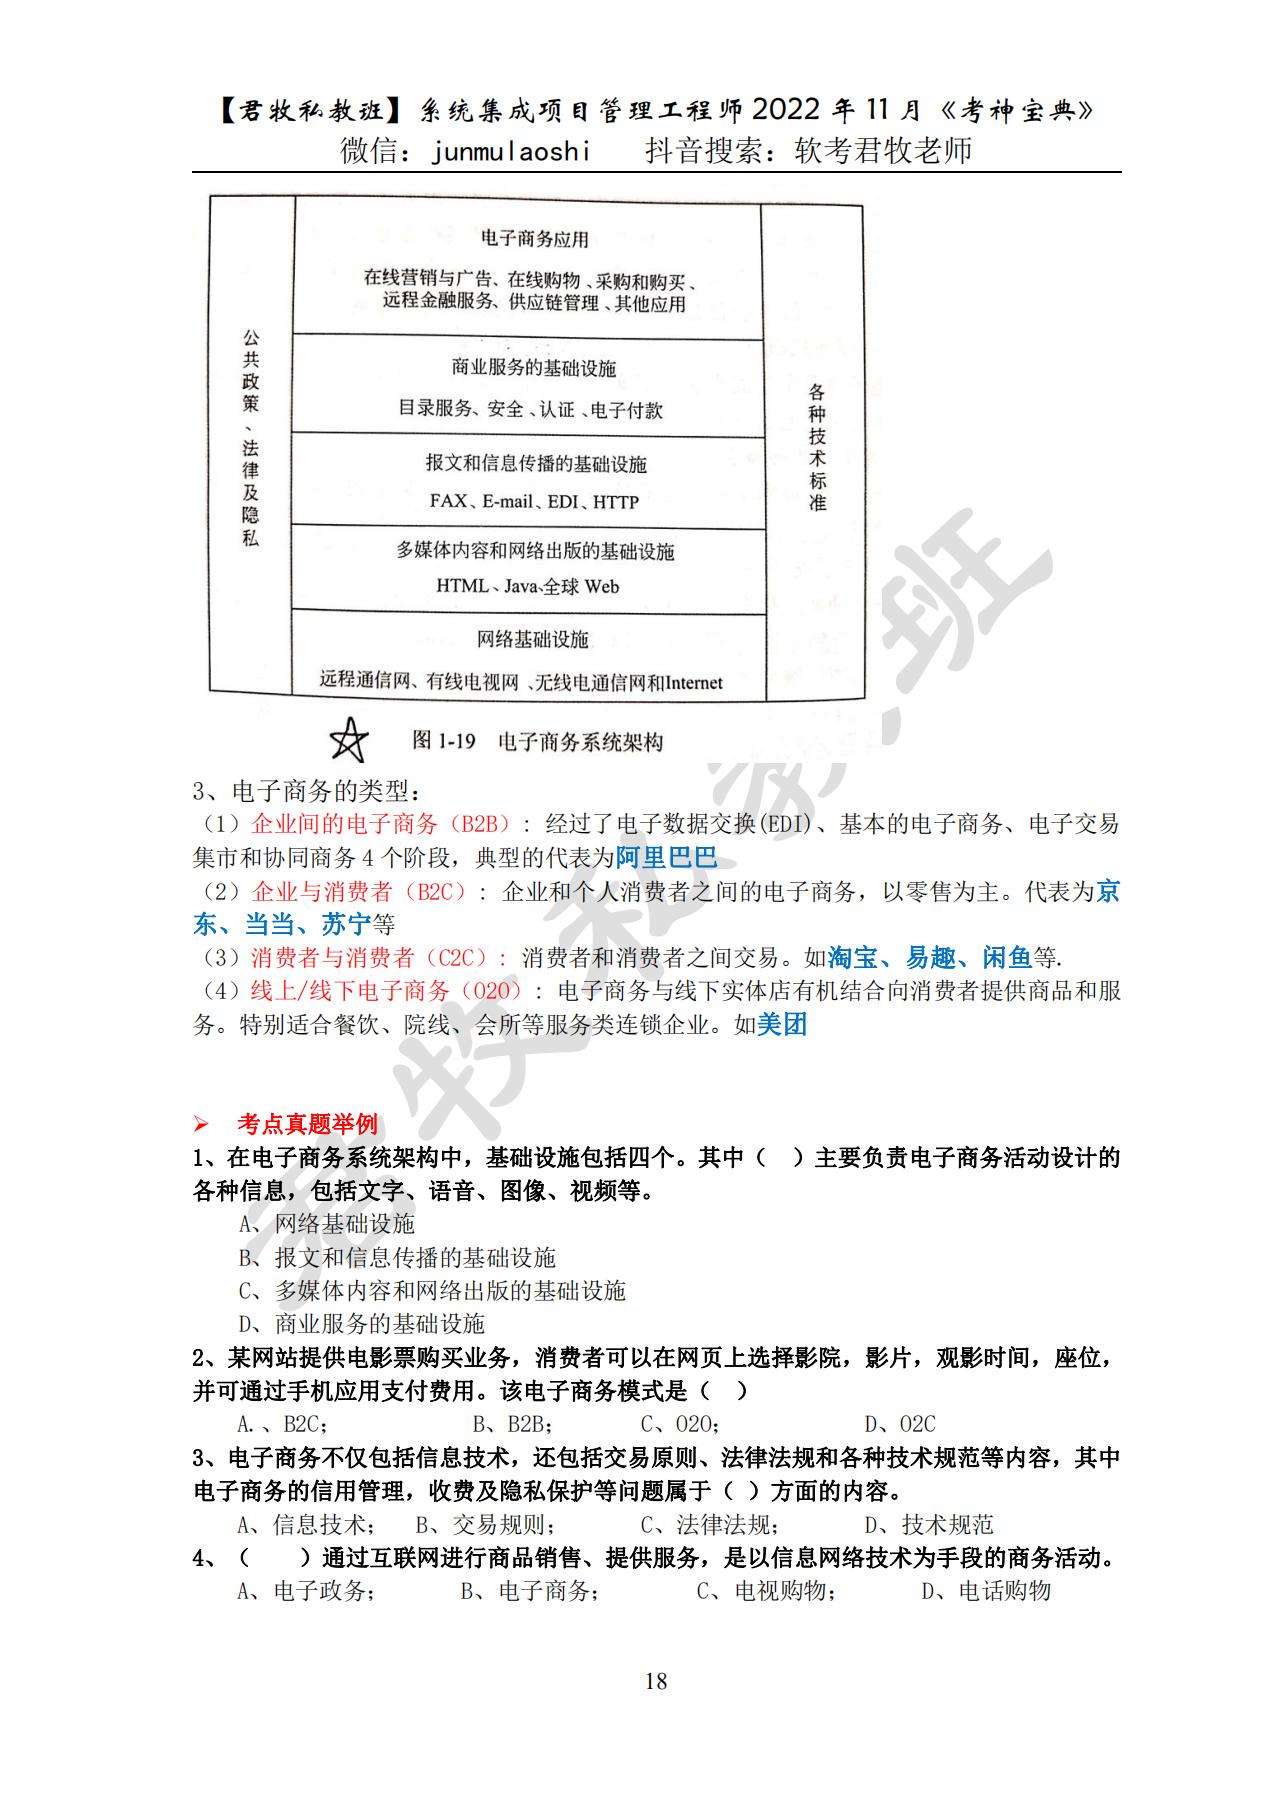 【君牧私教班】系统集成项目管理工程师2022年11月《考神宝典》
微信：junmulaoshi 抖音搜索：软考君牧老师
电子商务应用
在线营销与广告、在线购物、采购和购买、
远程金融服务、供应链管理、其他应用
公共政策、法律及隐私
商业服务的基础设施
目录服务、安全、认证、电子付款
各种技术标准
报文和信息传播的基础设施
FAX、E-mail、EDI、HTTP
多媒体内容和网络出版的基础设施
HTML、Java、全球 Web
网络基础设施
远程通信网、有线电视网、无线电通信网和Internet
图 1-19 电子商务系统架构
3、电子商务的类型：
（1）企业间的电子商务（B2B）：经过了电子数据交换(EDI)、基本的电子商务、电子交易
集市和协同商务 4 个阶段，典型的代表为阿里巴巴
（2）企业与消费者（B2C）：企业和个人消费者之间的电子商务，以零售为主。代表为京
东、当当、苏宁等
（3）消费者与消费者（C2C）：消费者和消费者之间交易。如淘宝、易趣、闲鱼等.
（4）线上/线下电子商务（O2O）：电子商务与线下实体店有机结合向消费者提供商品和服
务。特别适合餐饮、院线、会所等服务类连锁企业。如美团
➢ 考点真题举例
1、在电子商务系统架构中，基础设施包括四个。其中（ ）主要负责电子商务活动设计的
各种信息，包括文字、语音、图像、视频等。
A、网络基础设施
B、报文和信息传播的基础设施
C、多媒体内容和网络出版的基础设施
D、商业服务的基础设施
2、某网站提供电影票购买业务，消费者可以在网页上选择影院，影片，观影时间，座位，
并可通过手机应用支付费用。该电子商务模式是（ ）
A.、B2C； B、B2B； C、O2O； D、O2C
3、电子商务不仅包括信息技术，还包括交易原则、法律法规和各种技术规范等内容，其中
电子商务的信用管理，收费及隐私保护等问题属于（ ）方面的内容。
A、信息技术； B、交易规则； C、法律法规； D、技术规范
4、（ ）通过互联网进行商品销售、提供服务，是以信息网络技术为手段的商务活动。
A、电子政务； B、电子商务； C、电视购物； D、电话购物
18
君牧私教班